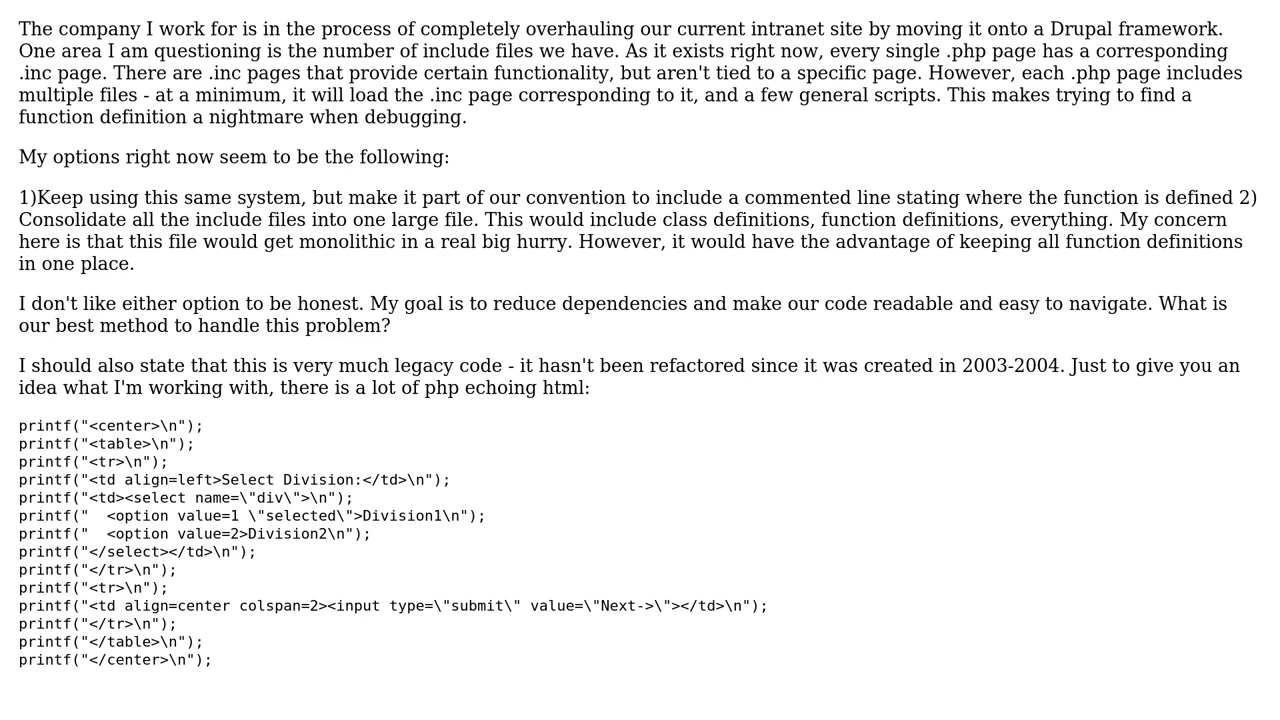 The company I work for is in the process of completely overhauling our current intranet site by moving it onto a Drupal framework.
One area I am questioning is the number of include files we have. As it exists right now, every single .php page has a corresponding
.inc page. There are .inc pages that provide certain functionality, but aren't tied to a specific page. However, each .php page includes
multiple files - at a minimum, it will load the .inc page corresponding to it, and a few general scripts. This makes trying to find a
function definition a nightmare when debugging.
My options right now seem to be the following:
1)Keep using this same system, but make it part of our convention to include a commented line stating where the function is defined 2)
Consolidate all the include files into one large file. This would include class definitions, function definitions, everything. My concern
here is that this file would get monolithic in a real big hurry. However, it would have the advantage of keeping all function definitions
in one place.
I don't like either option to be honest. My goal is to reduce dependencies and make our code readable and easy to navigate. What is
our best method to handle this problem?
I should also state that this is very much legacy code - it hasn't been refactored since it was created in 2003-2004. Just to give you an
idea what I'm working with, there is a lot of php echoing html:
printf("<center>\n");
printf("<table>\n");
printf("<tr>\n");
printf("<td align=left>Select Division:</td>\n");
printf("<td><select name=\"div\">\n");
printf("  <option value=1 \"selected\">Division1\n");
printf("  <option value=2>Division2\n");
printf("</select></td>\n");
printf("</tr>\n");
printf("<tr>\n");
printf("<td align=center colspan=2><input type=\"submit\" value=\"Next->\"></td>\n");
printf("</tr>\n");
printf("</table>\n");
printf("</center>\n");